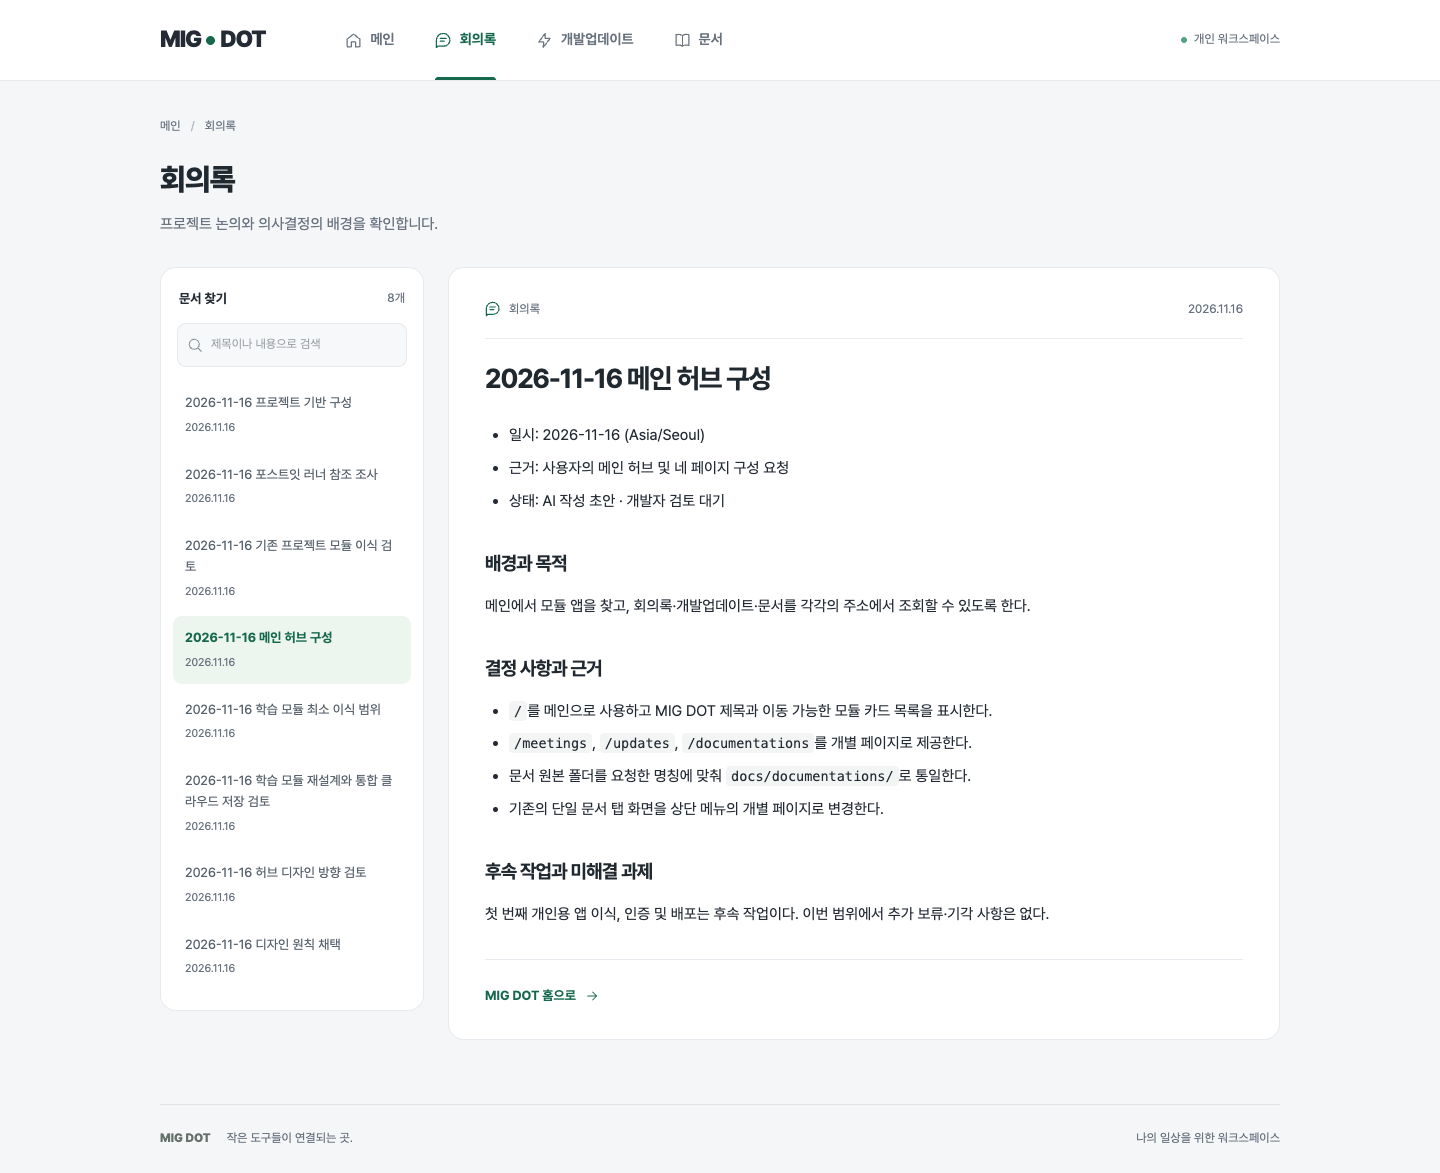 MIG DOT
메인
회의록
개발업데이트
문서
개인 워크스페이스
메인 / 회의록
회의록
프로젝트 논의와 의사결정의 배경을 확인합니다.
문서 찾기
8개
제목이나 내용으로 검색
2026-11-16 프로젝트 기반 구성
2026.11.16
2026-11-16 포스트잇 러너 참조 조사
2026.11.16
2026-11-16 기존 프로젝트 모듈 이식 검
토
2026.11.16
2026-11-16 메인 허브 구성
2026.11.16
2026-11-16 학습 모듈 최소 이식 범위
2026.11.16
2026-11-16 학습 모듈 재설계와 통합 클
라우드 저장 검토
2026.11.16
2026-11-16 허브 디자인 방향 검토
2026.11.16
2026-11-16 디자인 원칙 채택
2026.11.16
회의록
2026.11.16
2026-11-16 메인 허브 구성
• 일시: 2026-11-16 (Asia/Seoul)
• 근거: 사용자의 메인 허브 및 네 페이지 구성 요청
• 상태: AI 작성 초안 · 개발자 검토 대기
배경과 목적
메인에서 모듈 앱을 찾고, 회의록·개발업데이트·문서를 각각의 주소에서 조회할 수 있도록 한다.
결정 사항과 근거
• /를 메인으로 사용하고 MIG DOT 제목과 이동 가능한 모듈 카드 목록을 표시한다.
• /meetings, /updates, /documentations를 개별 페이지로 제공한다.
• 문서 원본 폴더를 요청한 명칭에 맞춰 docs/documentations/로 통일한다.
• 기존의 단일 문서 탭 화면을 상단 메뉴의 개별 페이지로 변경한다.
후속 작업과 미해결 과제
첫 번째 개인용 앱 이식, 인증 및 배포는 후속 작업이다. 이번 범위에서 추가 보류·기각 사항은 없다.
MIG DOT 홈으로 →
MIG DOT 작은 도구들이 연결되는 곳.
나의 일상을 위한 워크스페이스